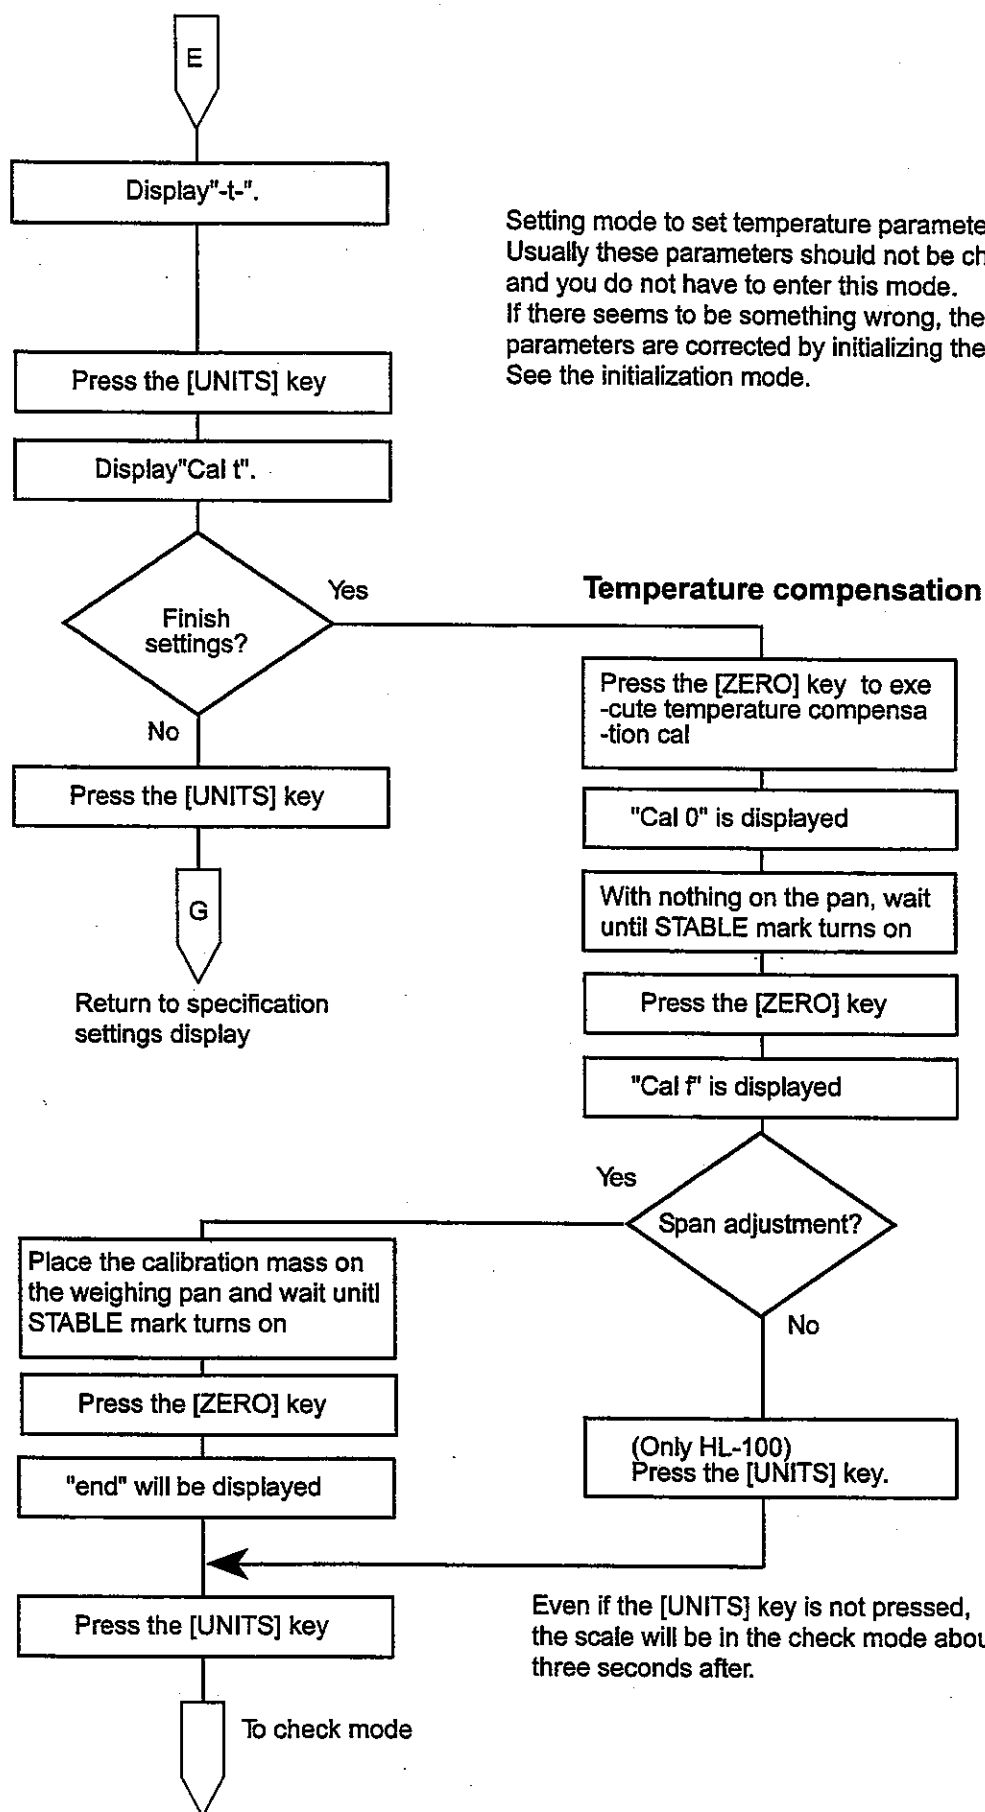 E
Display"-t-".
Setting mode to set temperature paramete
Usually these parameters should not be ch
and you do not have to enter this mode.
If there seems to be something wrong, the
parameters are corrected by initializing the
See the initialization mode.
Press the [UNITS] key
Display"Cal t".
Finish
settings?
Yes
No
Press the [UNITS] key
G
Return to specification
settings display
Temperature compensation
Press the [ZERO] key to exe
-cute temperature compensa
-tion cal
"Cal 0" is displayed
With nothing on the pan, wait
until STABLE mark turns on
Press the [ZERO] key
"Cal f" is displayed
Span adjustment?
Yes
No
Place the calibration mass on
the weighing pan and wait unitl
STABLE mark turns on
Press the [ZERO] key
"end" will be displayed
(Only HL-100)
Press the [UNITS] key.
Press the [UNITS] key
Even if the [UNITS] key is not pressed,
the scale will be in the check mode abou
three seconds after.
To check mode